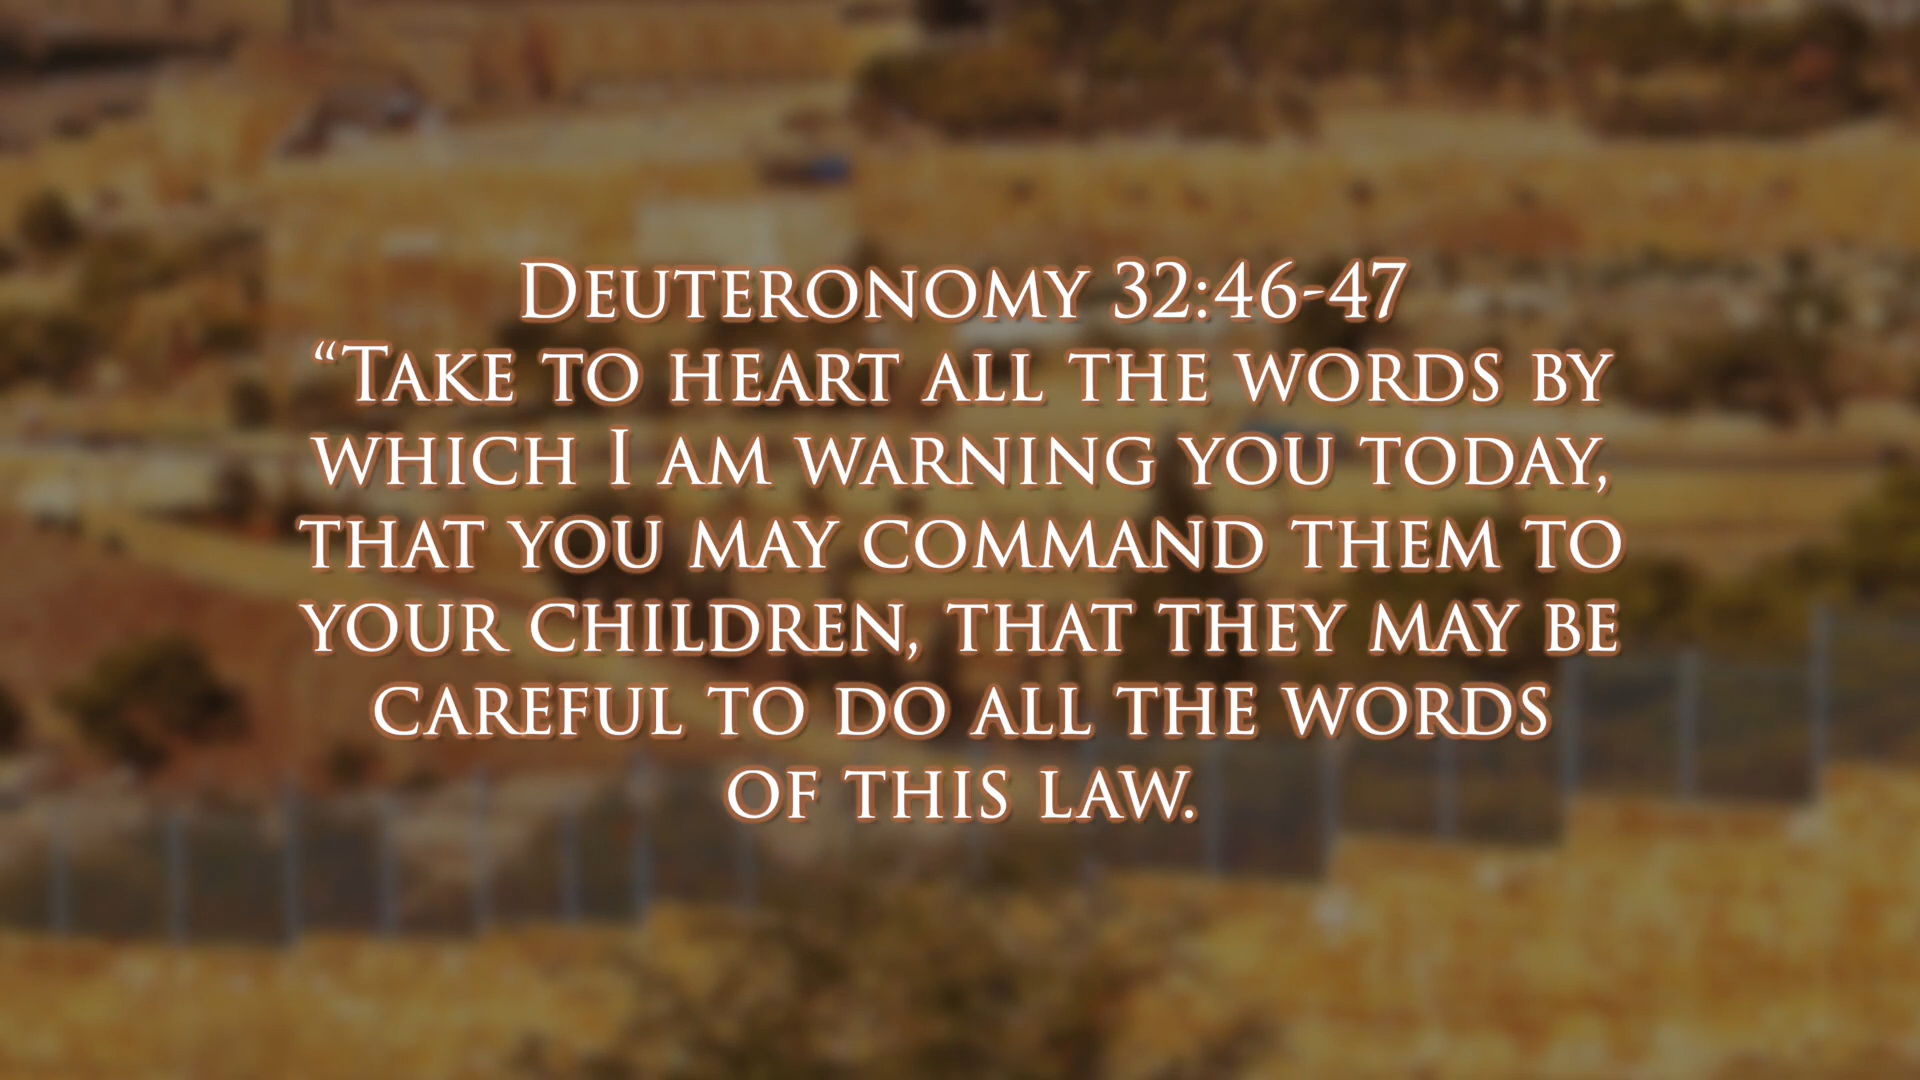 Deuteronomy 32:46-47
“Take to heart all the words by
which I am warning you today,
that you may command them to
your children, that they may be
careful to do all the words
of this law.